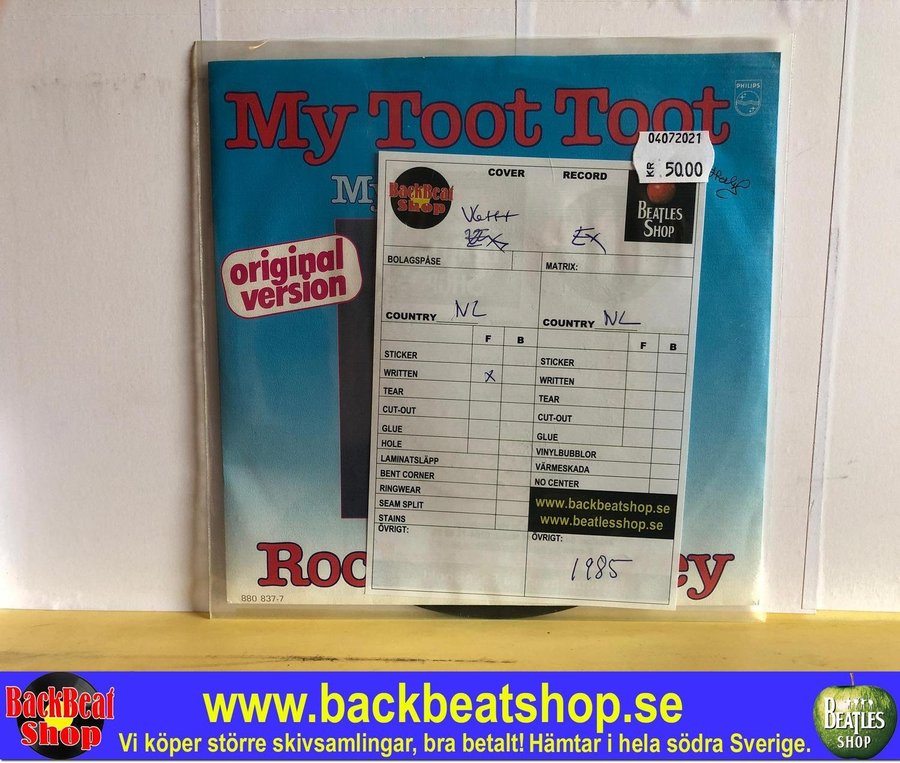 My Toot Toot
PHILIPS
04072021
KR 50.00
My
original
version
BackBeat
Shop
COVER
RECORD
BEATLES
SHOP
VG+++
EX
BOLAGSPÅSE
MATRIX:
COUNTRY NL
COUNTRY NL
F B
F B
STICKER
STICKER
WRITTEN X
WRITTEN
TEAR
TEAR
CUT-OUT
CUT-OUT
GLUE
GLUE
HOLE
VINYLBUBBLOR
LAMINATSLÄPP
VÄRMESKADA
BENT CORNER
NO CENTER
RINGWEAR
SEAM SPLIT
STAINS
www.backbeatshop.se
www.beatlesshop.se
ÖVRIGT:
ÖVRIGT:
1985
Roc ey
880 837-7
BackBeat
Shop
www.backbeatshop.se
Vi köper större skivsamlingar, bra betalt! Hämtar i hela södra Sverige.
BEATLES
SHOP